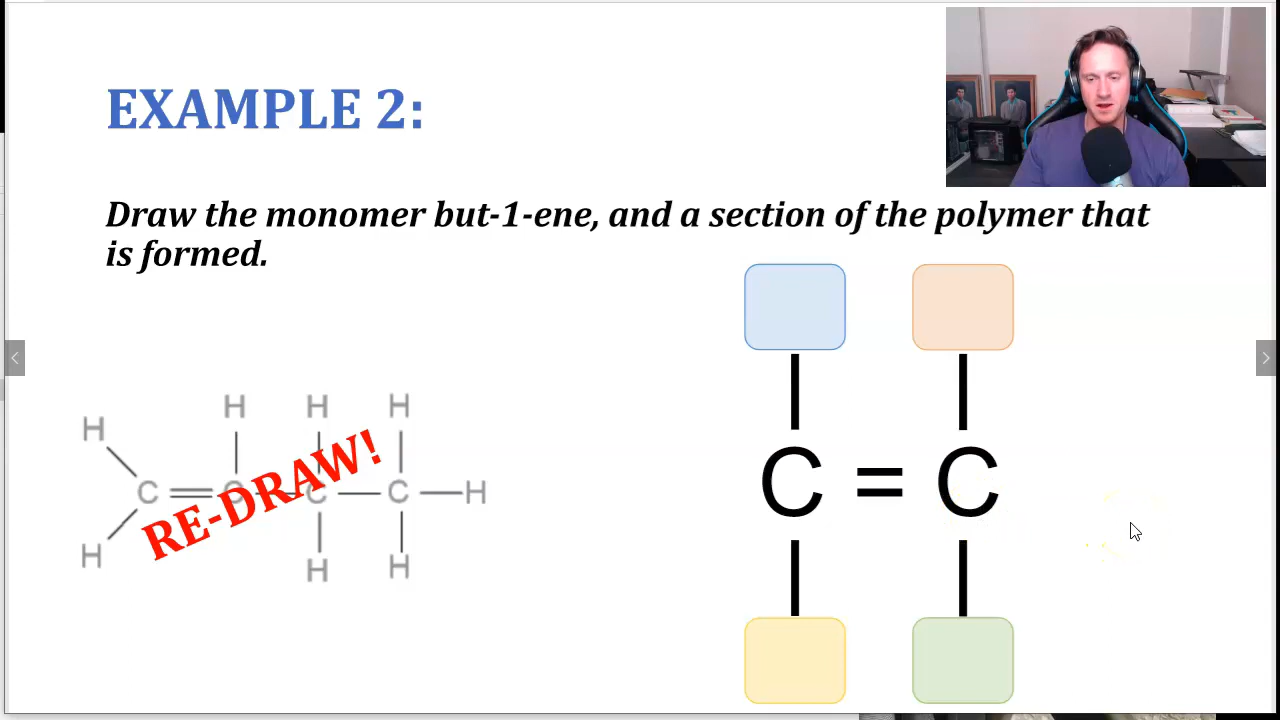 EXAMPLE 2:
Draw the monomer but-1-ene, and a section of the polymer that
is formed.
H H H H
C C C C H
H H H
RE-DRAW!
C = C